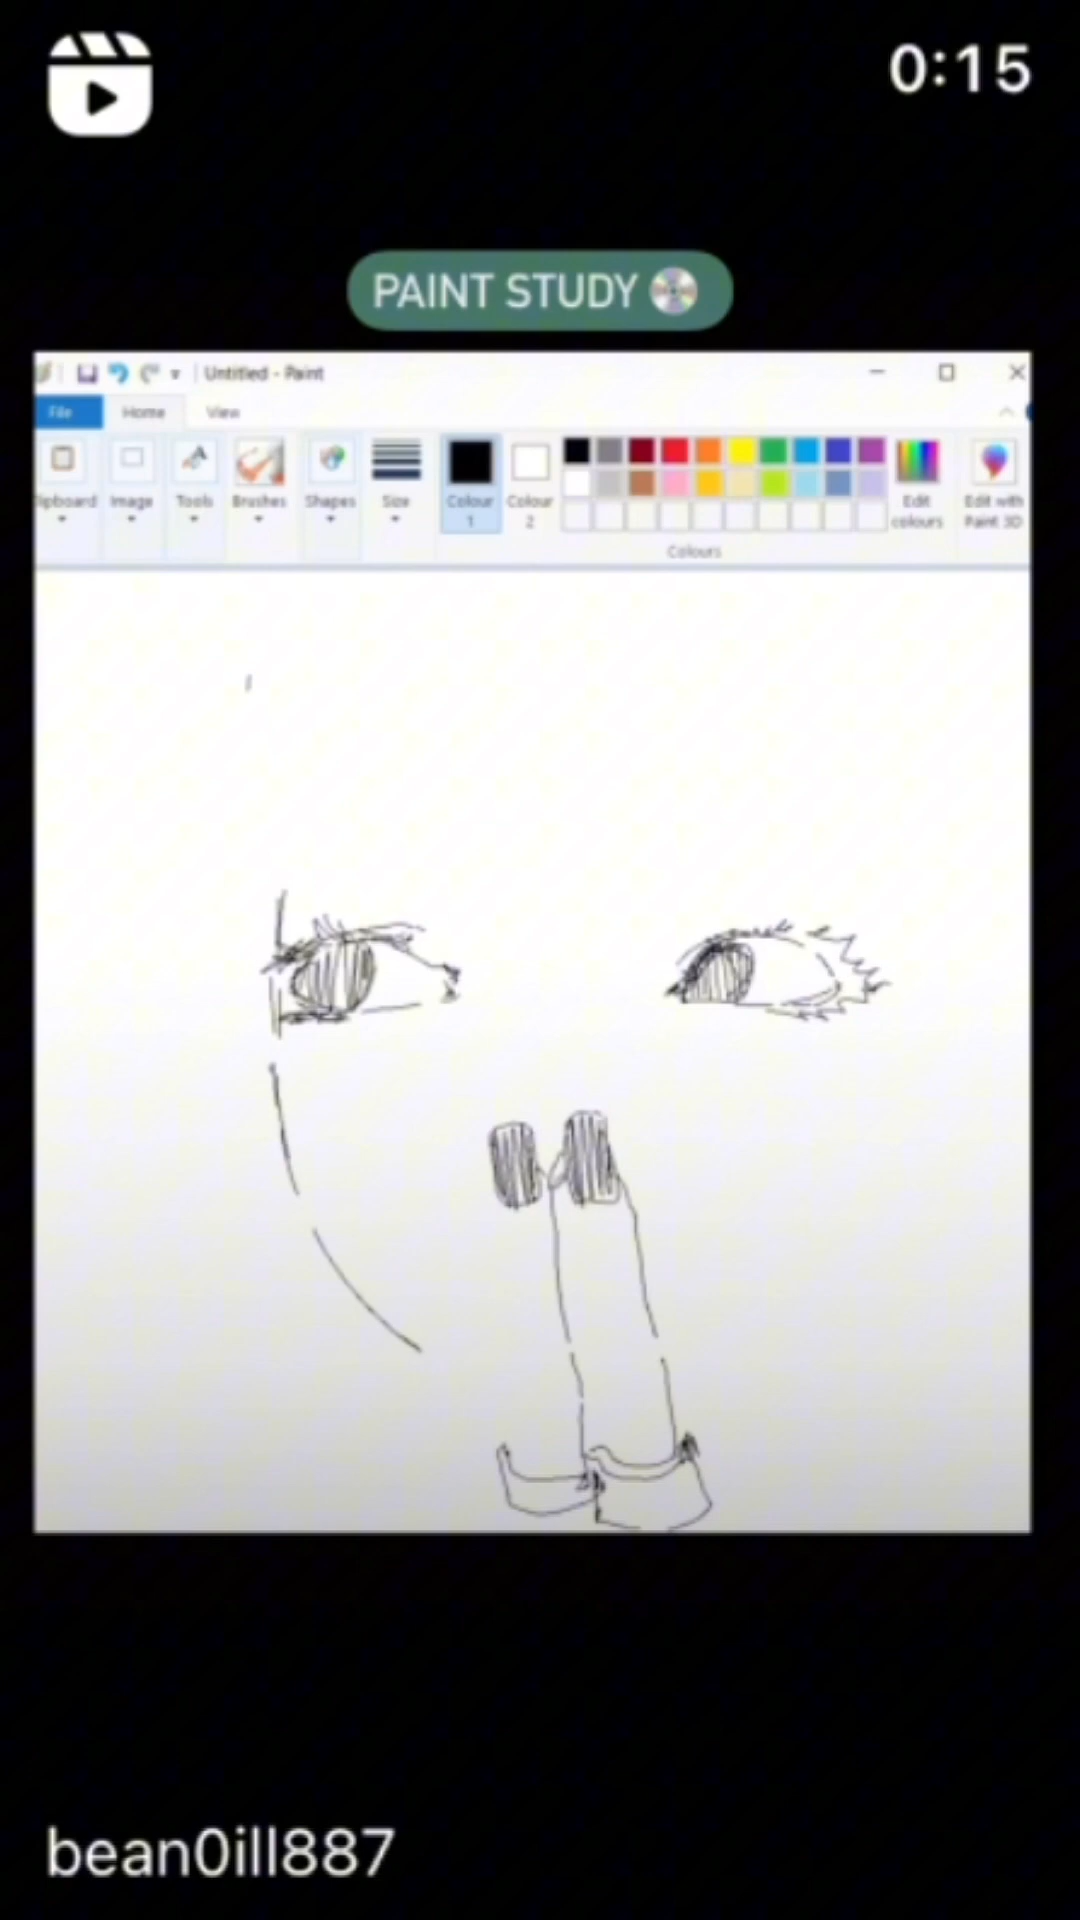 0:15
PAINT STUDY
Untitled - Paint
File Home View
lipboard Image Tools Brushes Shapes Size Colour 1 Colour 2 Edit colours Edit with Paint 3D
Colours
bean0ill887